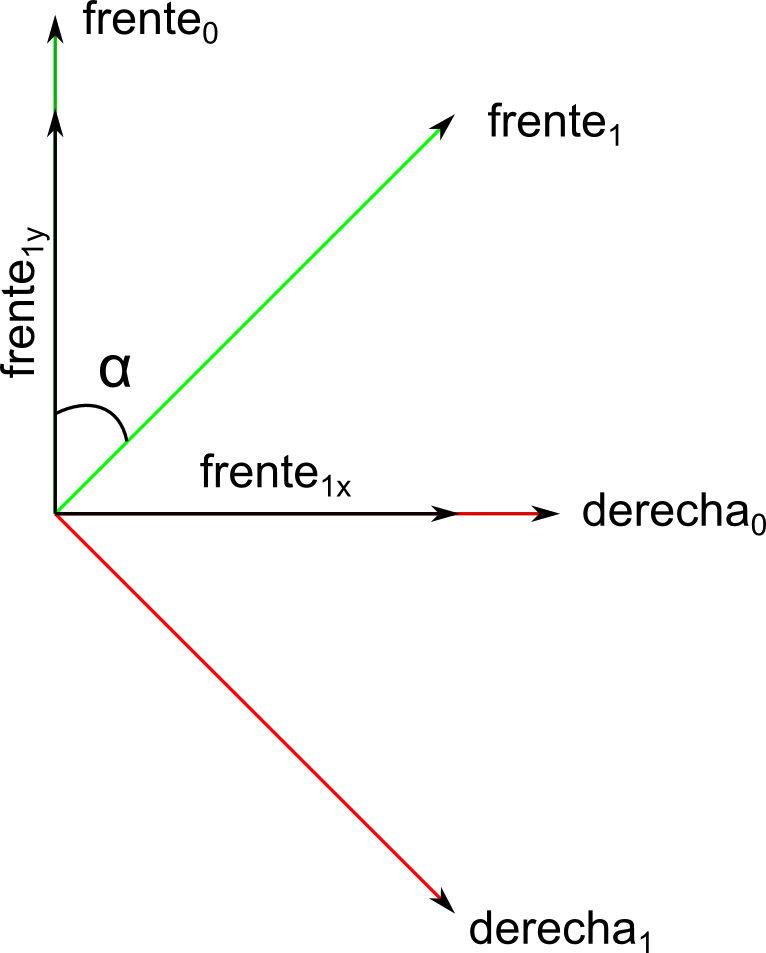 frente₀
frente₁
frente₁y
α
frente₁ₓ
derecha₀
derecha₁